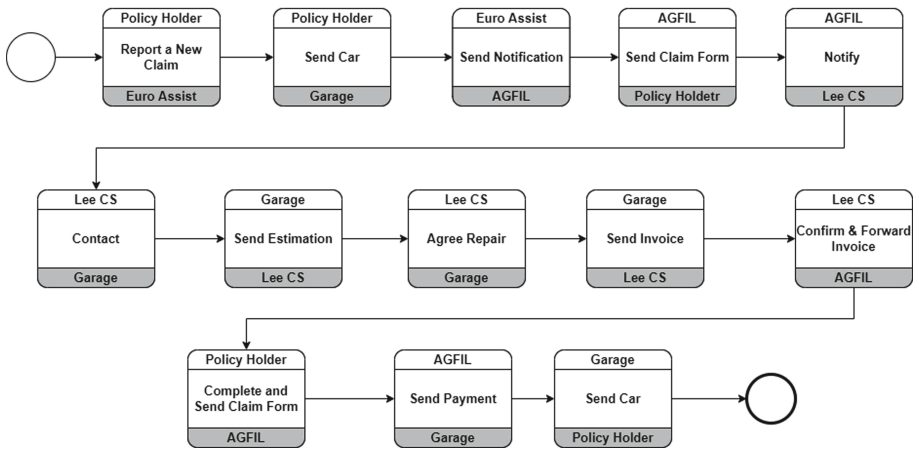 Policy Holder
Report a New
Claim
Euro Assist
Policy Holder
Send Car
Garage
Euro Assist
Send Notification
AGFIL
AGFIL
Send Claim Form
Policy Holdetr
AGFIL
Notify
Lee CS
Lee CS
Contact
Garage
Garage
Send Estimation
Lee CS
Lee CS
Agree Repair
Garage
Garage
Send Invoice
Lee CS
Lee CS
Confirm & Forward
Invoice
AGFIL
Policy Holder
Complete and
Send Claim Form
AGFIL
AGFIL
Send Payment
Garage
Garage
Send Car
Policy Holder